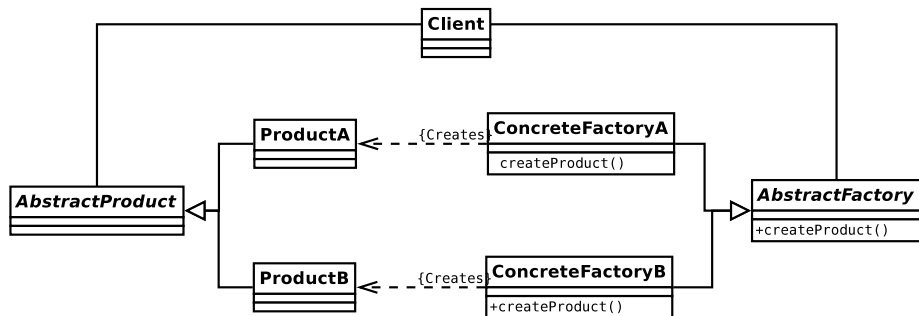 Client
ProductA
{Creates}
ConcreteFactoryA
createProduct()
AbstractProduct
AbstractFactory
+createProduct()
ProductB
{Creates}
ConcreteFactoryB
+createProduct()